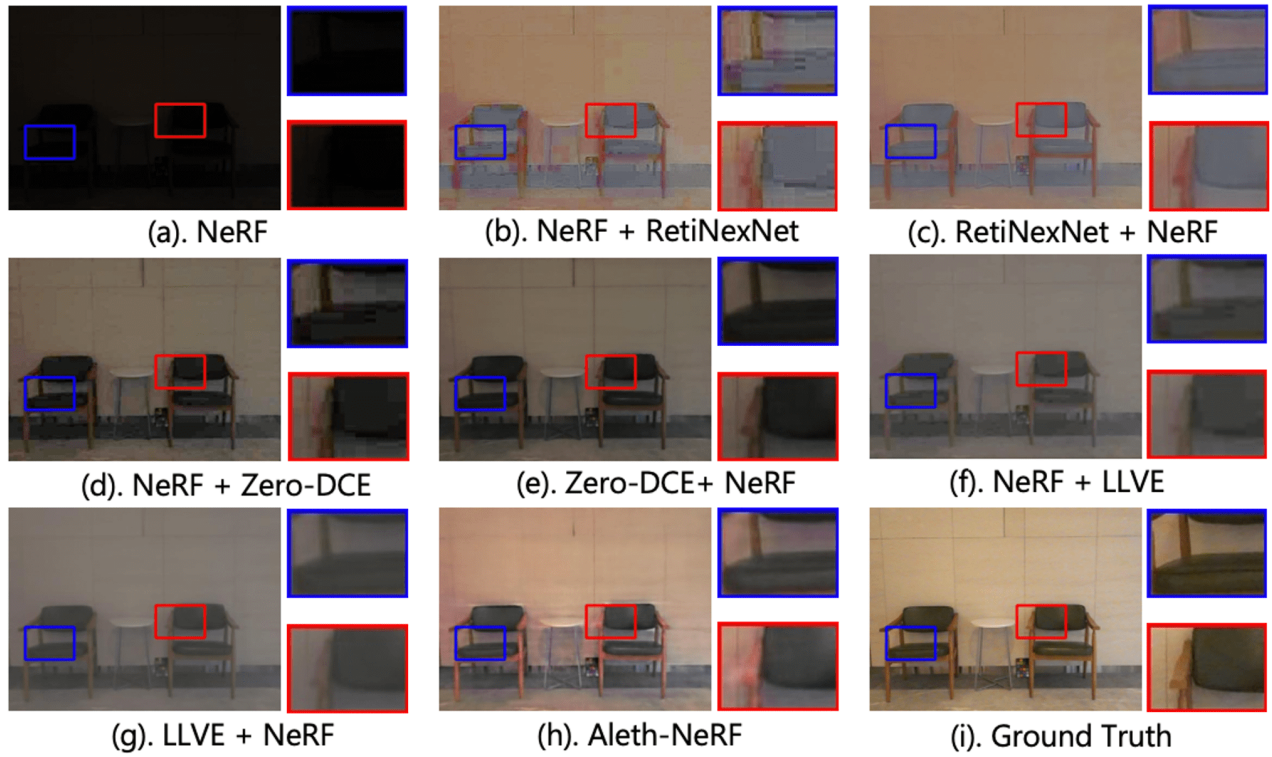 (a). NeRF
(b). NeRF + RetiNexNet
(c). RetiNexNet + NeRF
(d). NeRF + Zero-DCE
(e). Zero-DCE+ NeRF
(f). NeRF + LLVE
(g). LLVE + NeRF
(h). Aleth-NeRF
(i). Ground Truth